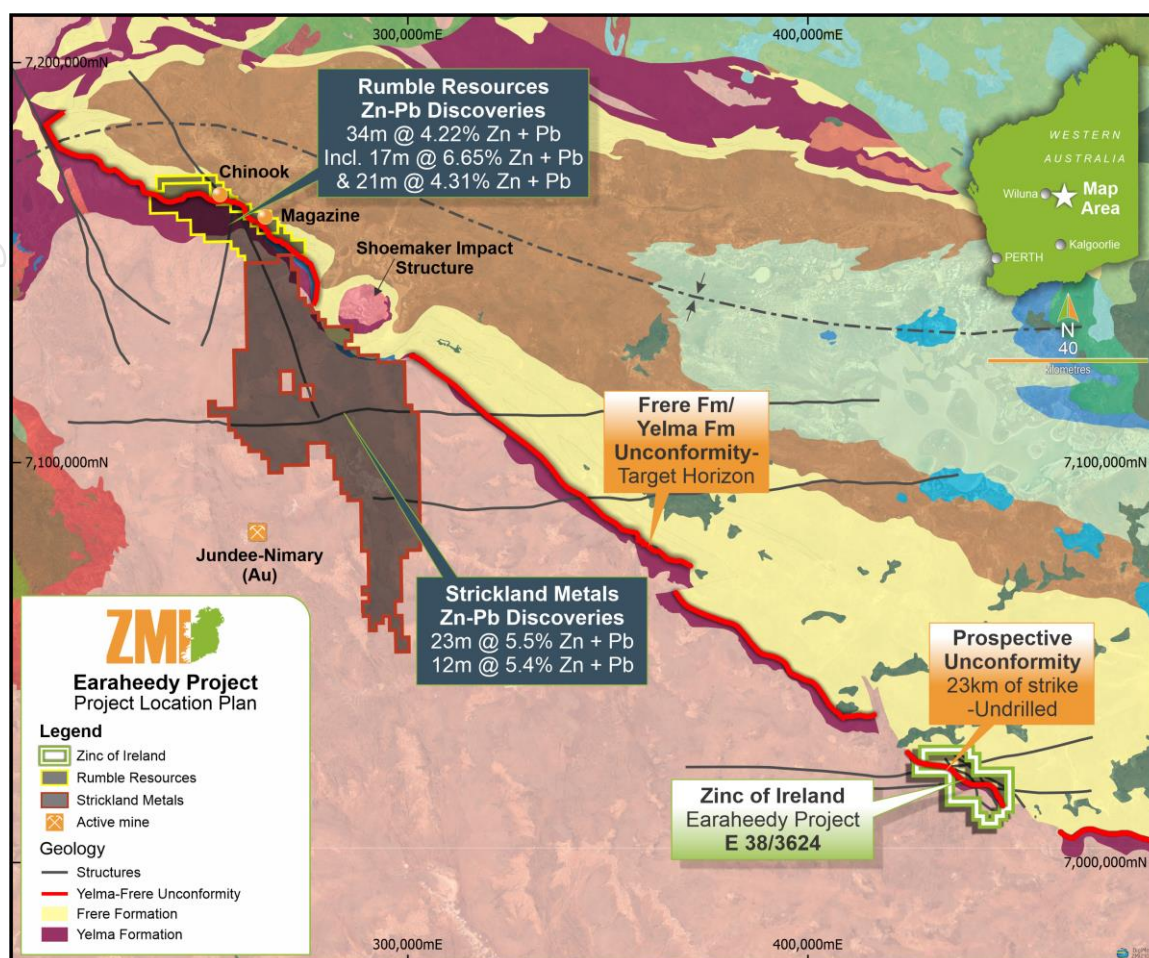 300,000mE
400,000mE
7,200,000mN
Rumble Resources
Zn-Pb Discoveries
34m @ 4.22% Zn + Pb
Incl. 17m @ 6.65% Zn + Pb
& 21m @ 4.31% Zn + Pb
WESTERN
AUSTRALIA
Wiluna
Map
Area
Kalgoorlie
PERTH
Chinook
Magazine
Shoemaker Impact
Structure
N
40
kilometres
Frere Fm/
Yelma Fm
Unconformity-
Target Horizon
7,100,000mN
7,100,000mN
Jundee-Nimary
(Au)
Strickland Metals
Zn-Pb Discoveries
23m @ 5.5% Zn + Pb
12m @ 5.4% Zn + Pb
Prospective
Unconformity
23km of strike
-Undrilled
Zinc of Ireland
Earaheedy Project
E 38/3624
7,000,000mN
ZMI
Earaheedy Project
Project Location Plan
Legend
Zinc of Ireland
Rumble Resources
Strickland Metals
Active mine
Geology
Structures
Yelma-Frere Unconformity
Frere Formation
Yelma Formation
300,000mE
400,000mE